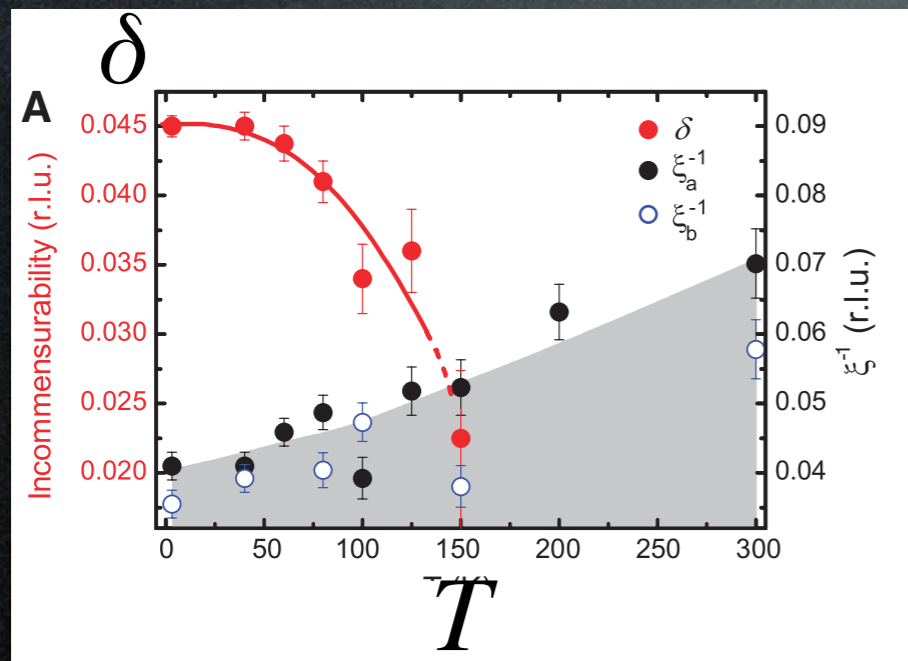 δ
A
Incommensurability (r.l.u.)
0.045
0.040
0.035
0.030
0.025
0.020
δ
ξa^-1
ξb^-1
0.09
0.08
0.07
0.06
0.05
0.04
ξ^-1 (r.l.u.)
0 50 100 150 200 250 300
T